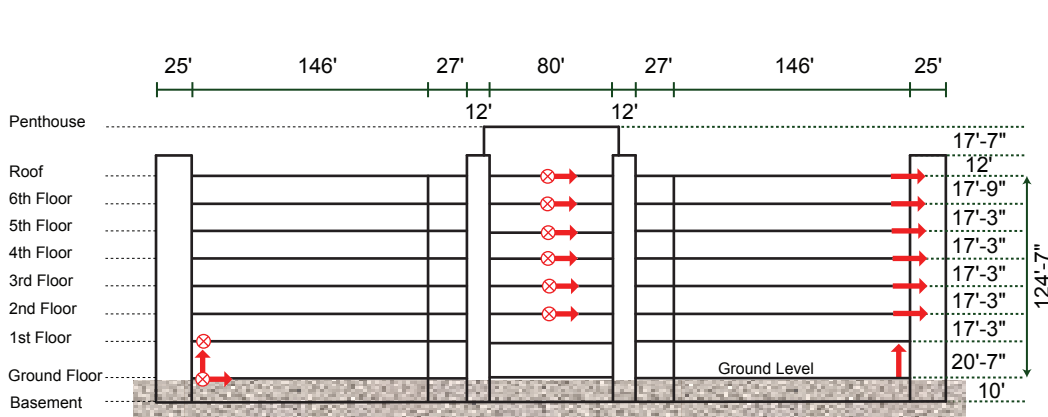 25' 146' 27' 80' 27' 146' 25'
12' 12'
Penthouse
17'-7"
Roof
12'
17'-9"
6th Floor
17'-3"
5th Floor
17'-3"
4th Floor
17'-3"
3rd Floor
17'-3"
2nd Floor
17'-3"
1st Floor
20'-7"
Ground Floor
Ground Level
10'
Basement
124'-7"